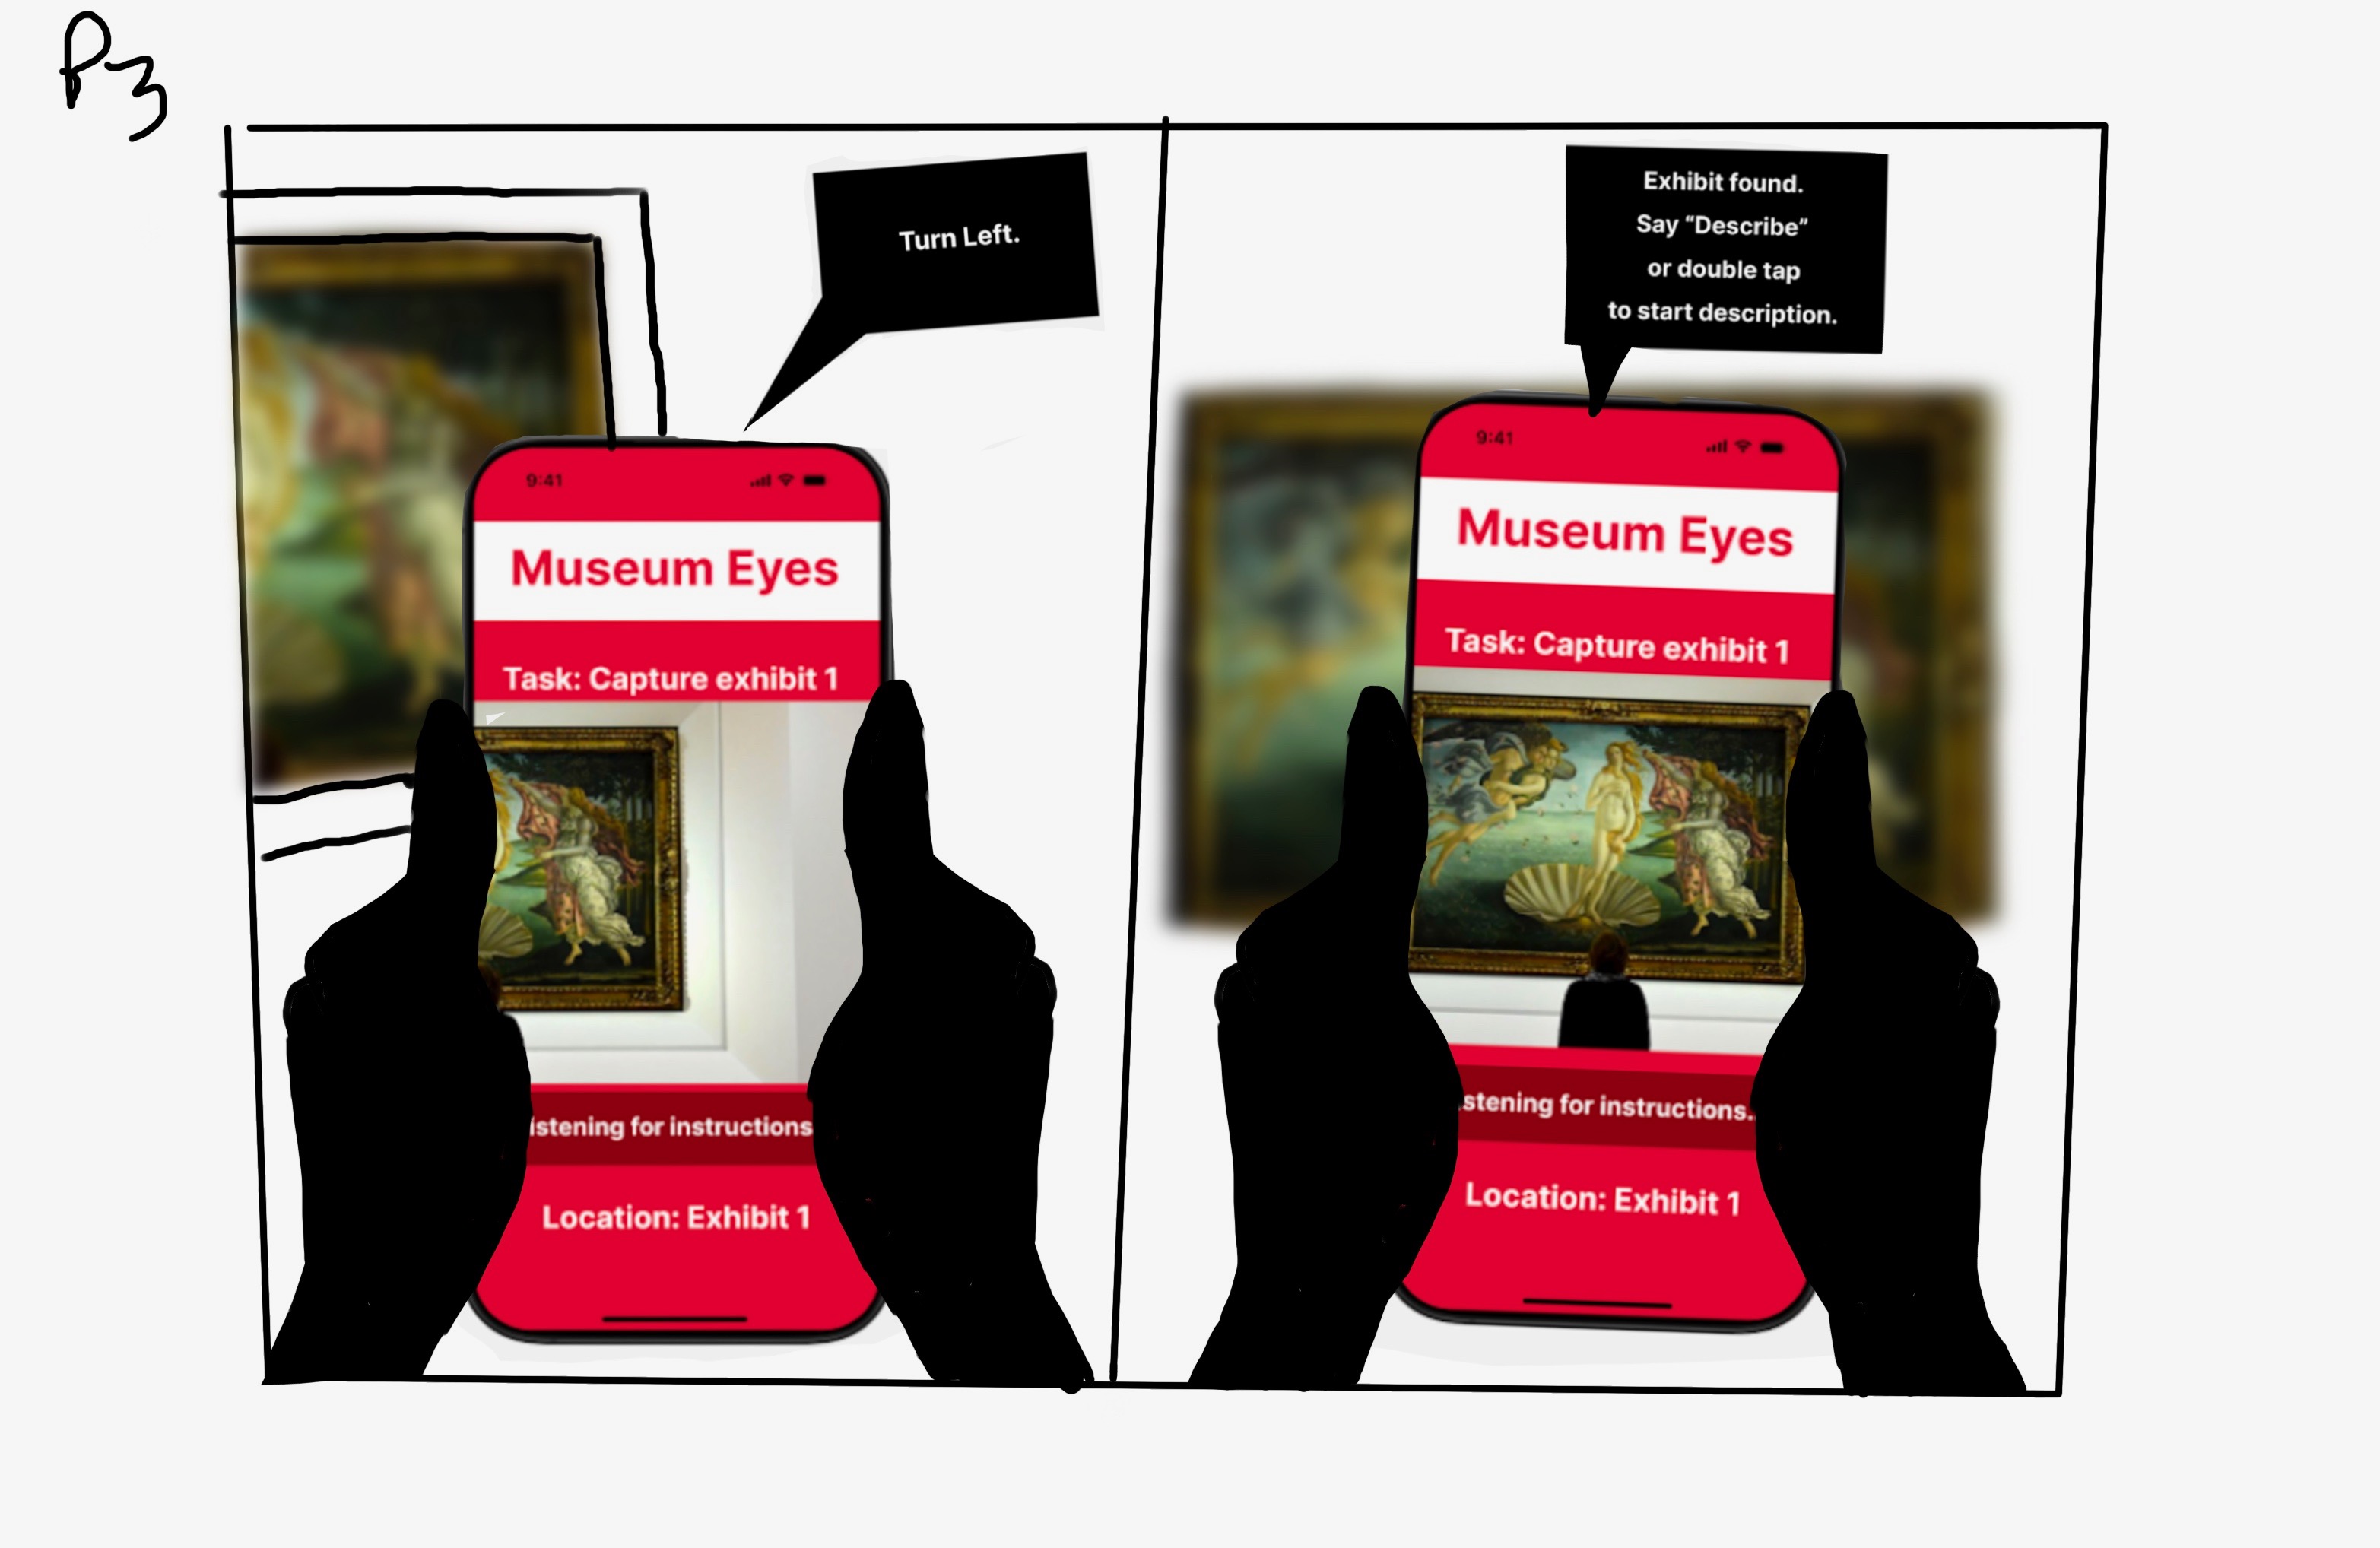 P3
Turn Left.
9:41
Museum Eyes
Task: Capture exhibit 1
istening for instructions
Location: Exhibit 1
Exhibit found.
Say “Describe”
or double tap
to start description.
9:41
Museum Eyes
Task: Capture exhibit 1
stening for instructions..
Location: Exhibit 1